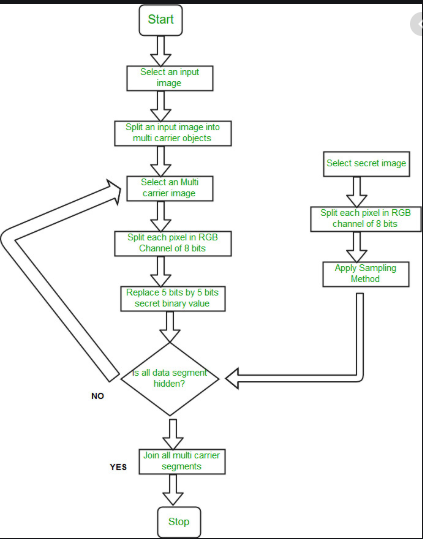 Start
Select an input
image
Split an input image into
multi carrier objects
Select an Multi
carrier image
Split each pixel in RGB
Channel of 8 bits
Replace 5 bits by 5 bits
secret binary value
Is all data segment
hidden?
NO
Join all multi carrier
segments
YES
Stop
Select secret image
Split each pixel in RGB
channel of 8 bits
Apply Sampling
Method